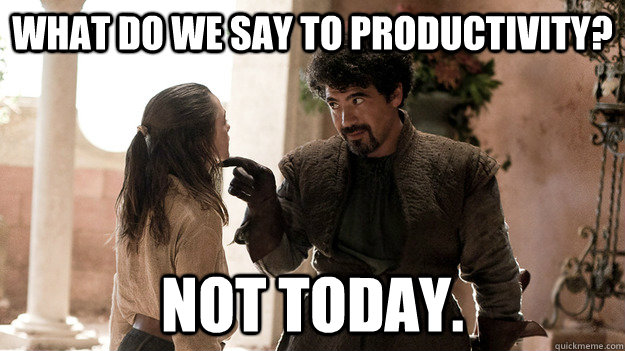 WHAT DO WE SAY TO PRODUCTIVITY?
NOT TODAY.
quickmeme.com